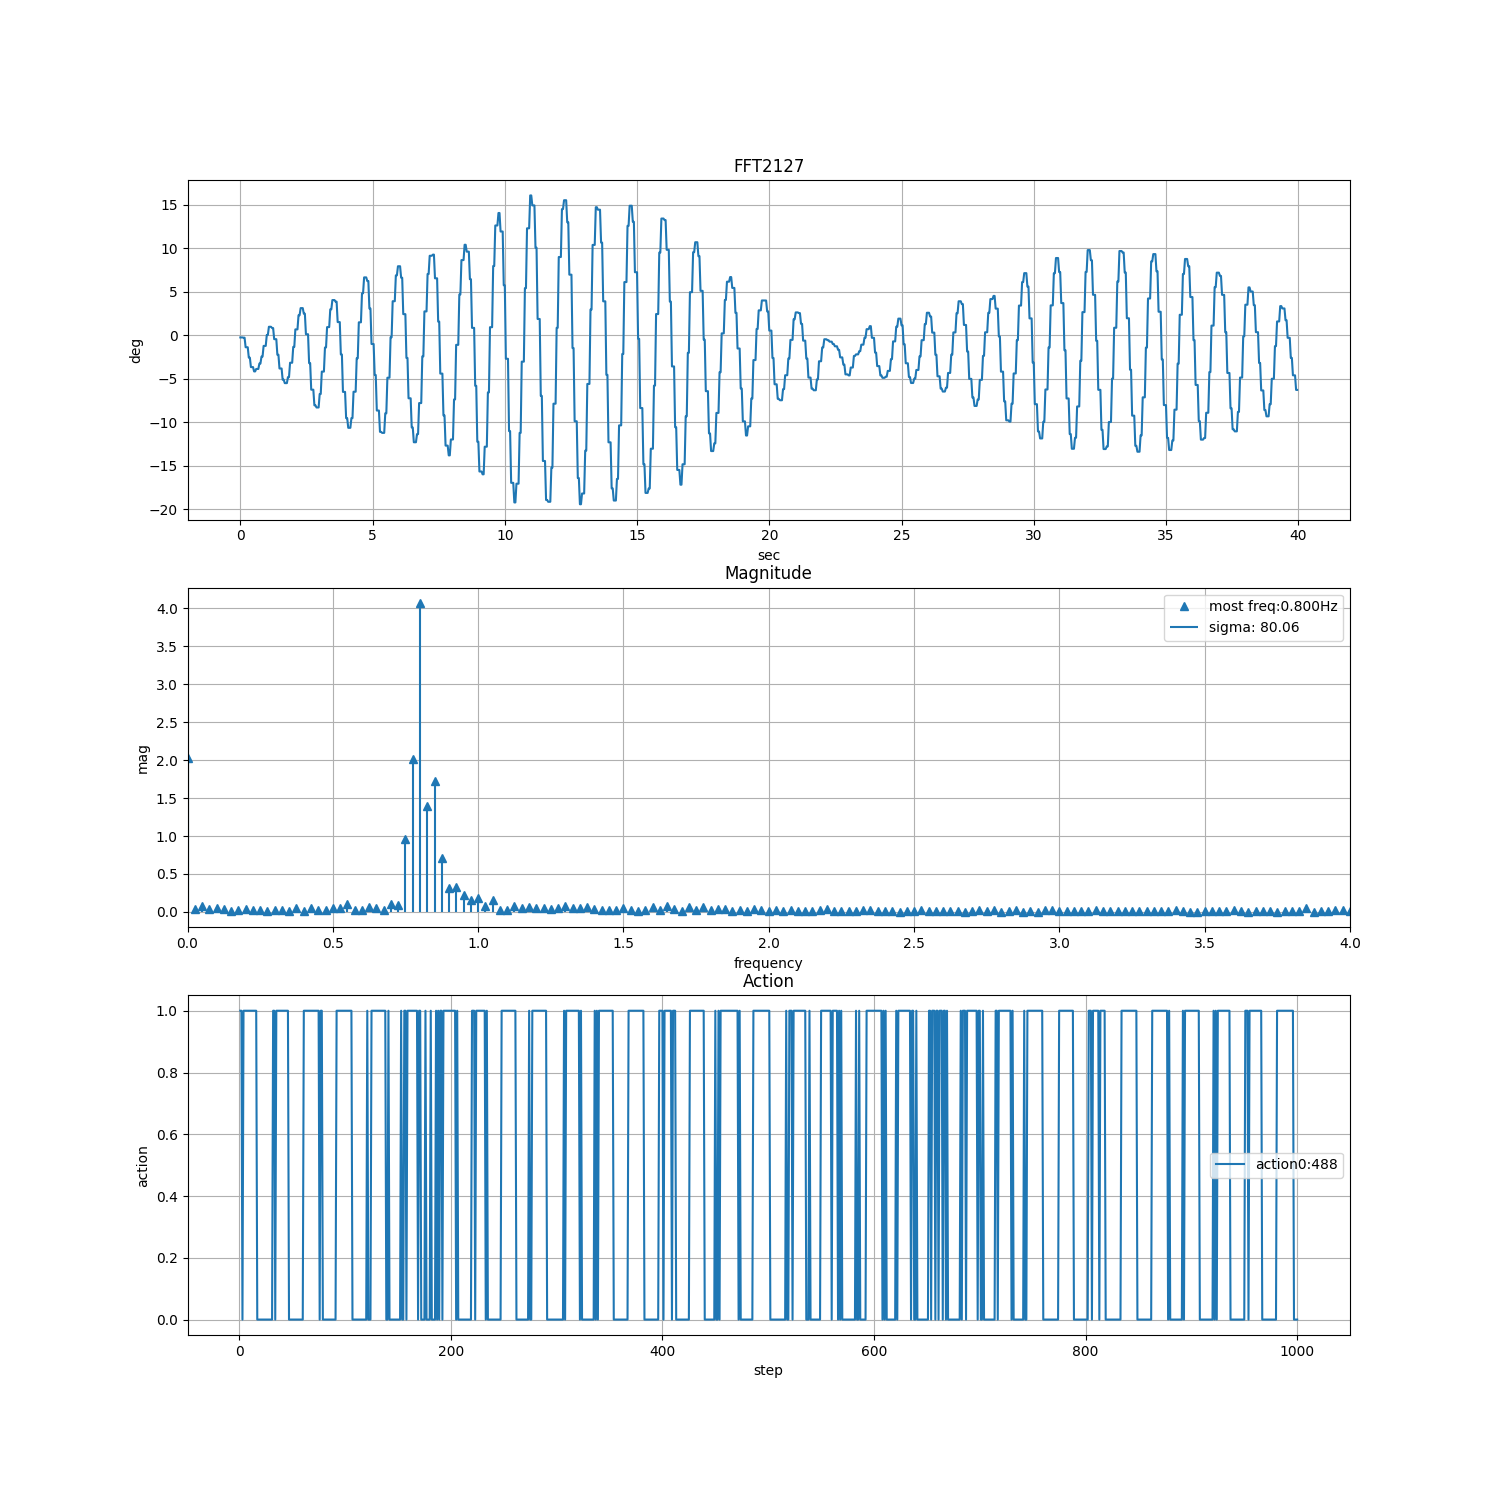 FFT2127
15
10
5
0
−5
−10
−15
−20
deg
0 5 10 15 20 25 30 35 40
sec
Magnitude
most freq:0.800Hz
sigma: 80.06
4.0
3.5
3.0
2.5
2.0
1.5
1.0
0.5
0.0
mag
0.0 0.5 1.0 1.5 2.0 2.5 3.0 3.5 4.0
frequency
Action
1.0
0.8
0.6
0.4
0.2
0.0
action
action0:488
0 200 400 600 800 1000
step